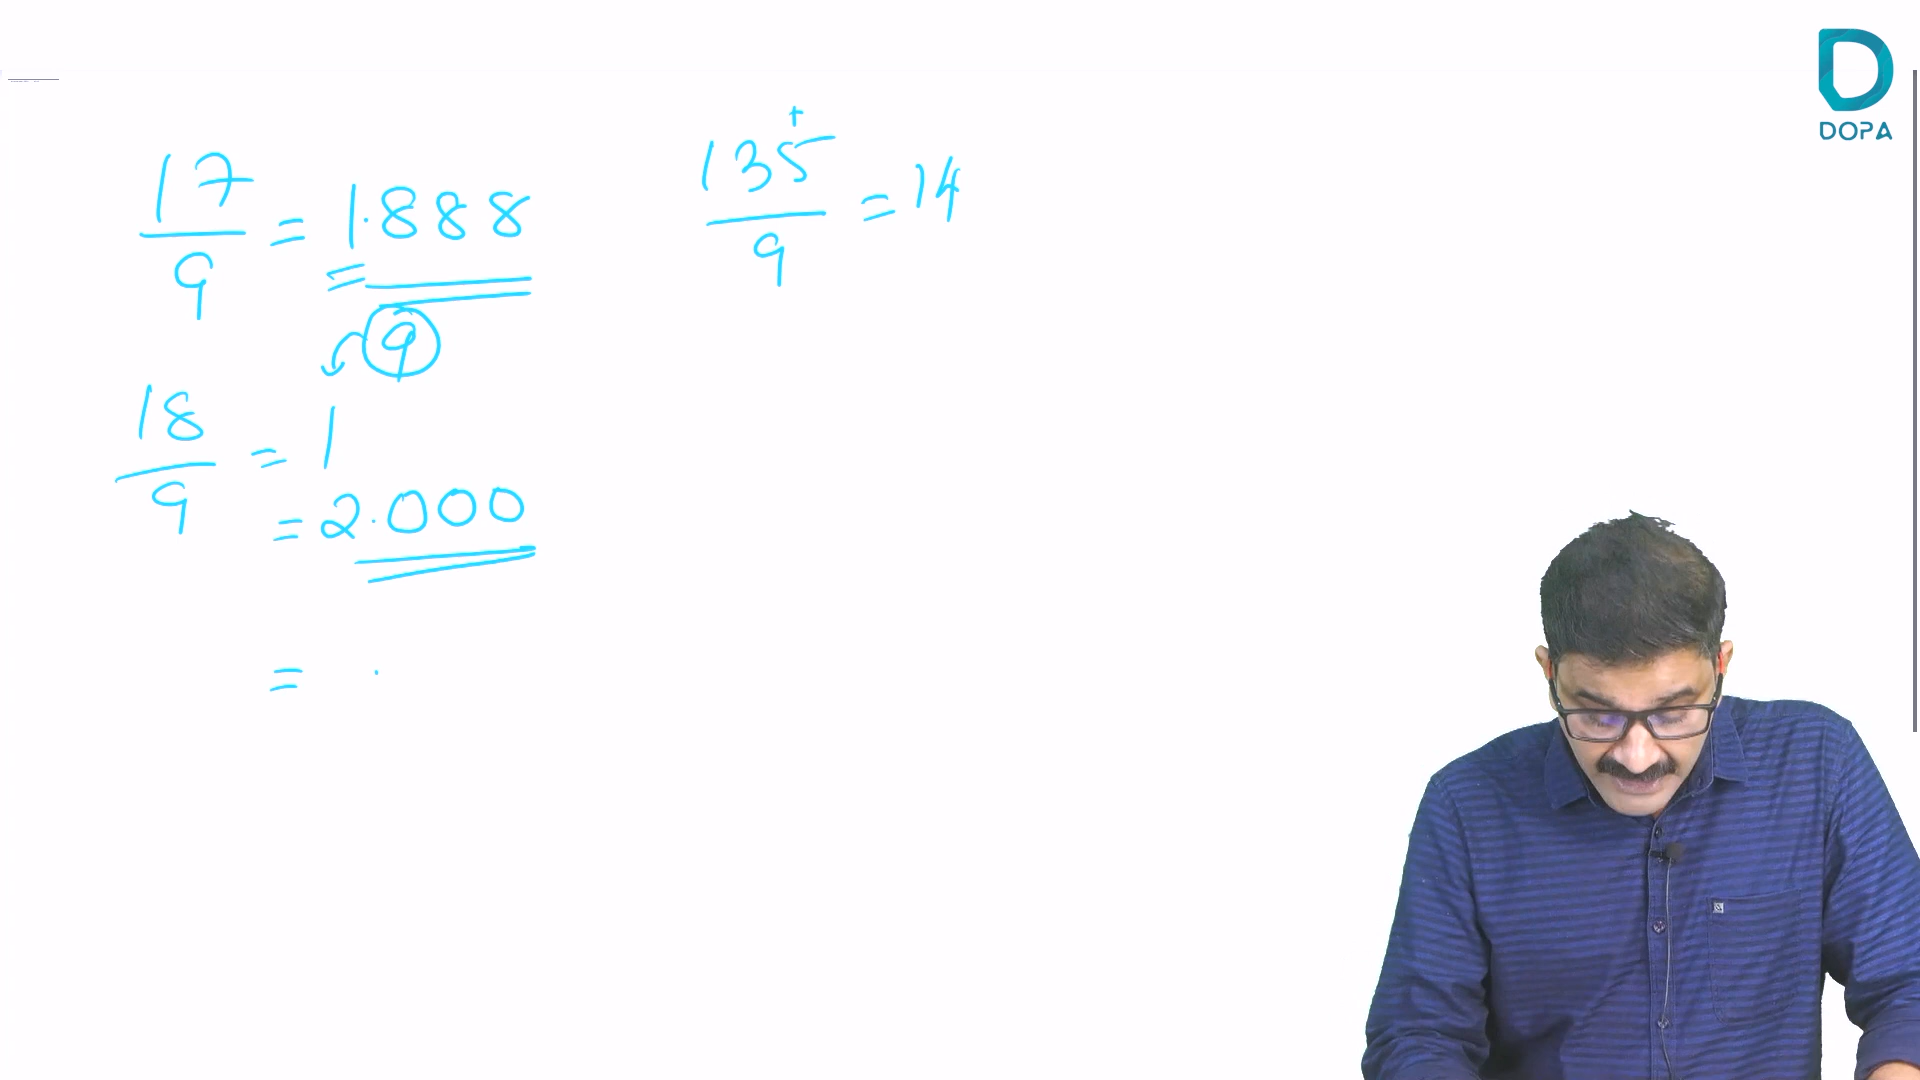 17/9 = 1.888
=
9
18/9 = 1
= 2.000
= .
+
135/9 = 14
DOPA